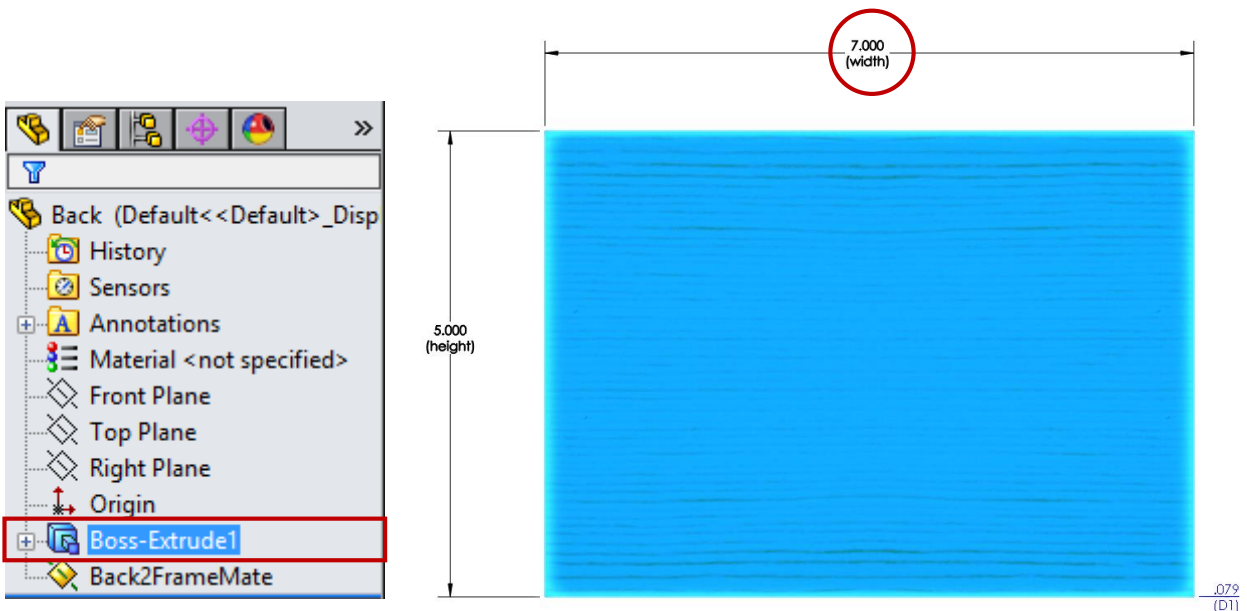 »
Back (Default<<Default>_Disp
History
Sensors
A Annotations
Material <not specified>
Front Plane
Top Plane
Right Plane
Origin
Boss-Extrude1
Back2FrameMate
7.000
(width)
5.000
(height)
.079
(D1)